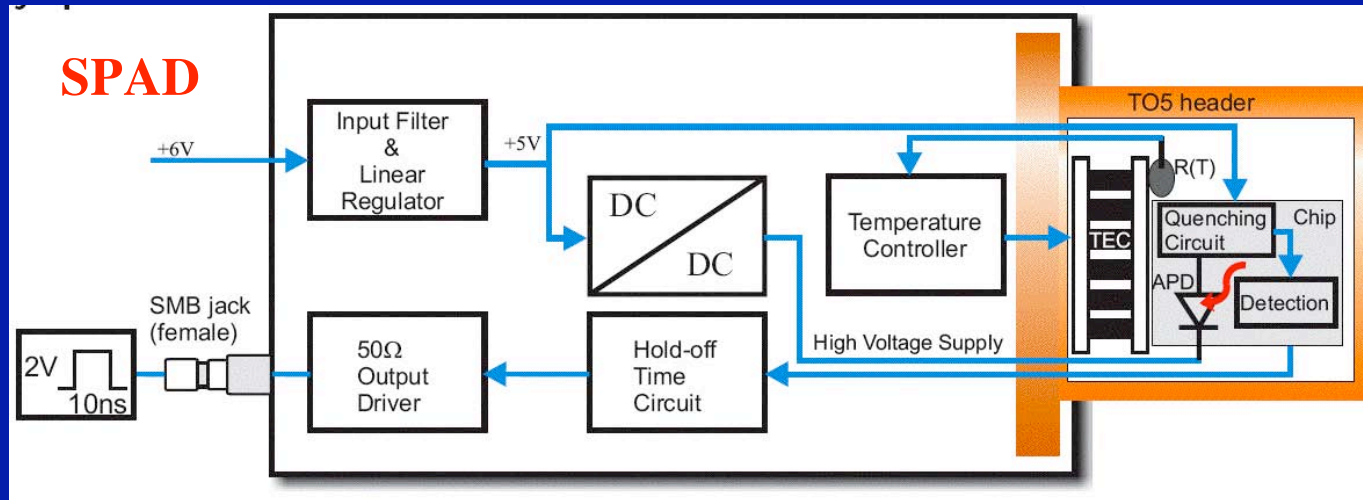 SPAD
TO5 header
Input Filter
&
Linear
Regulator
+6V
+5V
R(T)
DC
DC
Temperature
Controller
TEC
Quenching
Circuit
Chip
APD
Detection
SMB jack
(female)
2V
10ns
50Ω
Output
Driver
Hold-off
Time
Circuit
High Voltage Supply